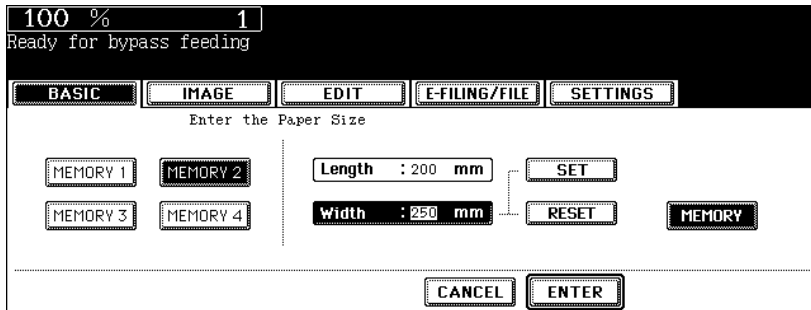 100 % 1
Ready for bypass feeding
BASIC IMAGE EDIT E-FILING/FILE SETTINGS
Enter the Paper Size
MEMORY 1 MEMORY 2 Length : 200 mm SET
MEMORY 3 MEMORY 4 Width : 250 mm RESET MEMORY
CANCEL ENTER